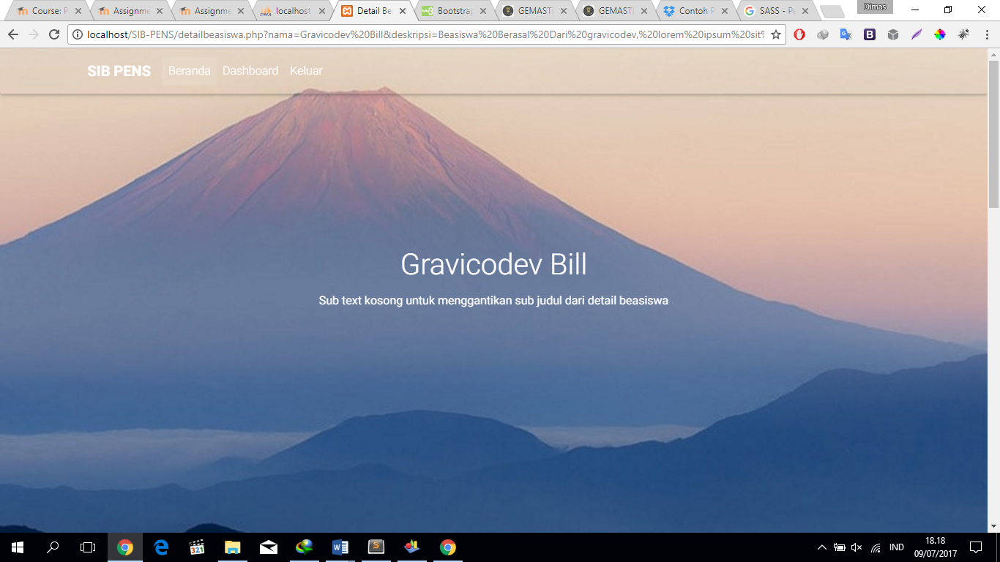 Course: P
Assignme
Assignme
localhost
Detail Be
Bootstrap
GEMASTI
GEMASTI
Contoh P
SASS - Pe
Dimas
localhost/SIB-PENS/detailbeasiswa.php?nama=Gravicodev%20Bill&deskripsi=Beasiswa%20Berasal%20Dari%20gravicodev,%20lorem%20ipsum%20sit%
SIB PENS Beranda Dashboard Keluar
Gravicodev Bill
Sub text kosong untuk menggantikan sub judul dari detail beasiswa
IND
18.18
09/07/2017